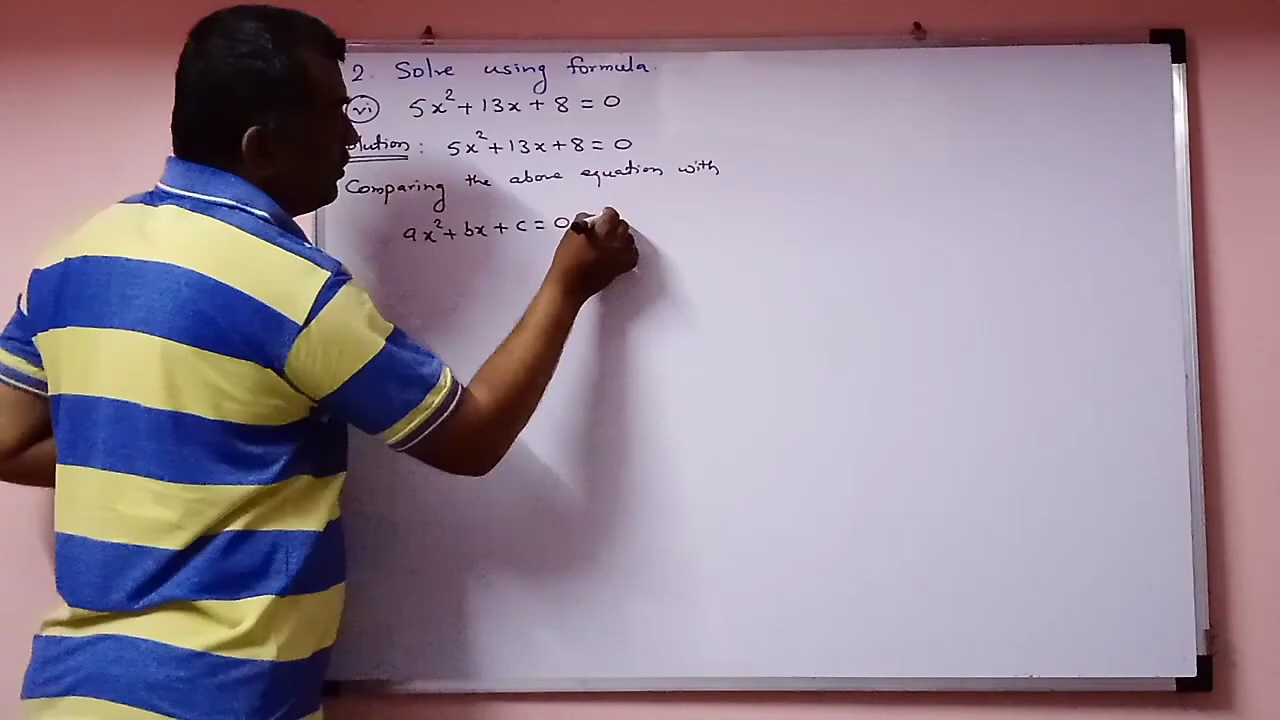 2. Solve using formula.
(vi) 5x²+13x+8=0
olution: 5x²+13x+8=0
Comparing the above equation with
ax²+bx+c=0